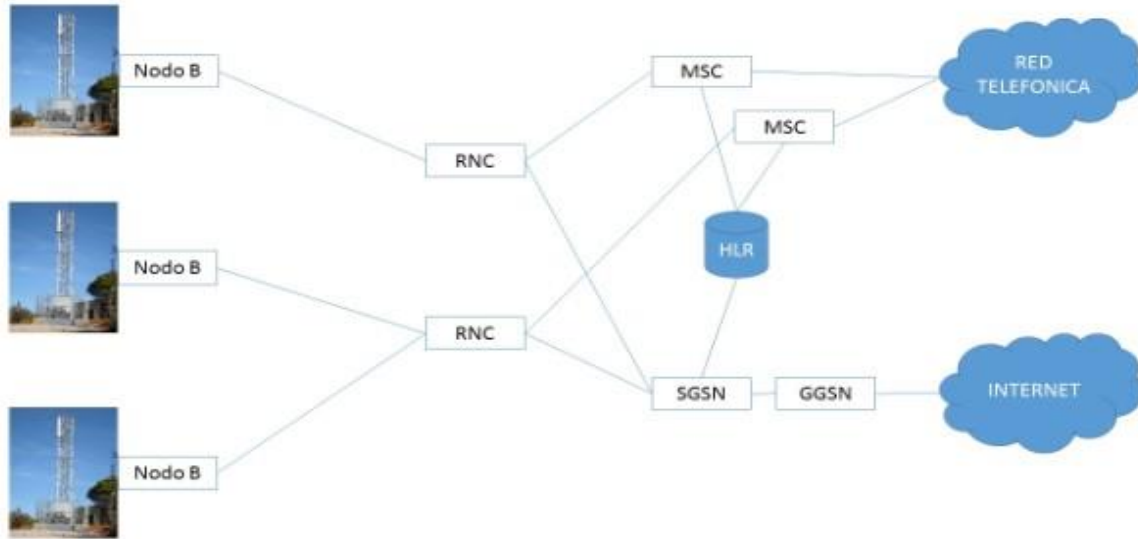 Nodo B
MSC
RED
TELEFONICA
MSC
RNC
HLR
Nodo B
RNC
SGSN
GGSN
INTERNET
Nodo B